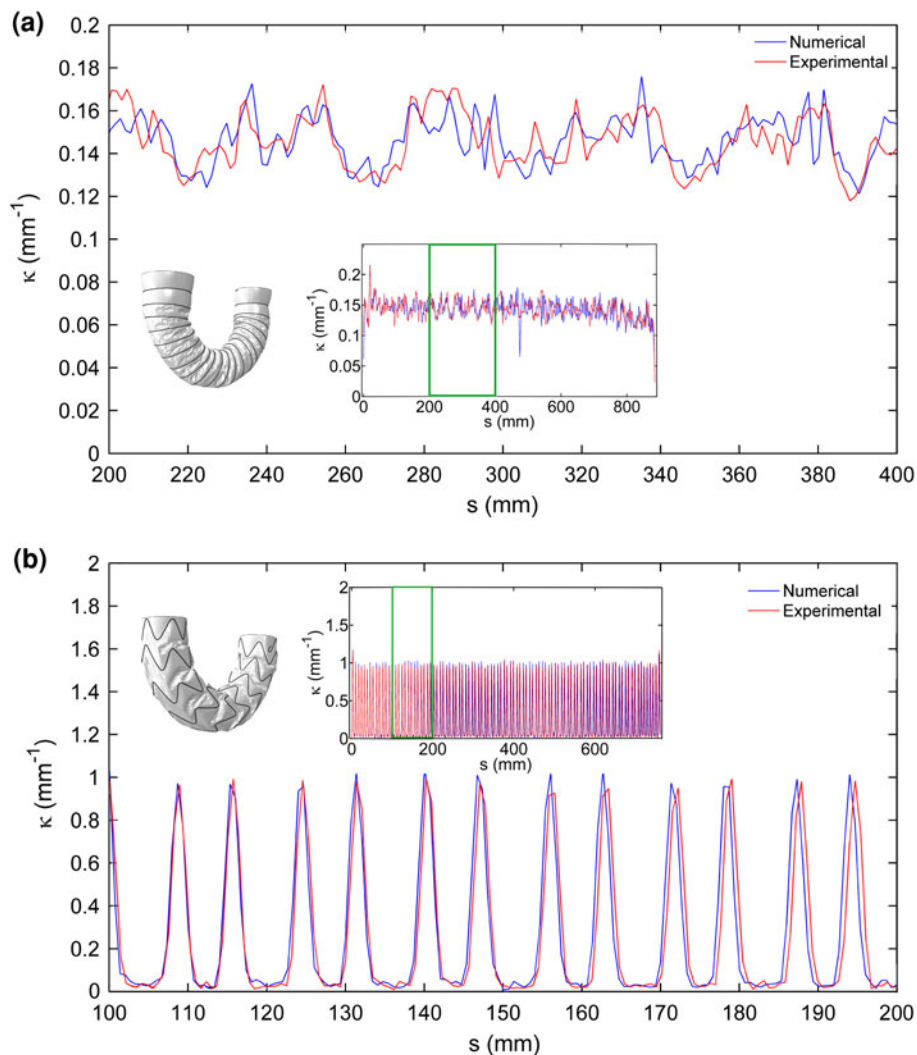 (a)
0.2
0.18
0.16
0.14
0.12
0.1
0.08
0.06
0.04
0.02
0
κ (mm-1)
Numerical
Experimental
0.2
0.15
0.1
0.05
0
κ (mm-1)
0 200 400 600 800
s (mm)
200 220 240 260 280 300 320 340 360 380 400
s (mm)
(b)
2
1.8
1.6
1.4
1.2
1
0.8
0.6
0.4
0.2
0
κ (mm-1)
Numerical
Experimental
2
1.5
1
0.5
0
κ (mm-1)
0 200 400 600
s (mm)
100 110 120 130 140 150 160 170 180 190 200
s (mm)